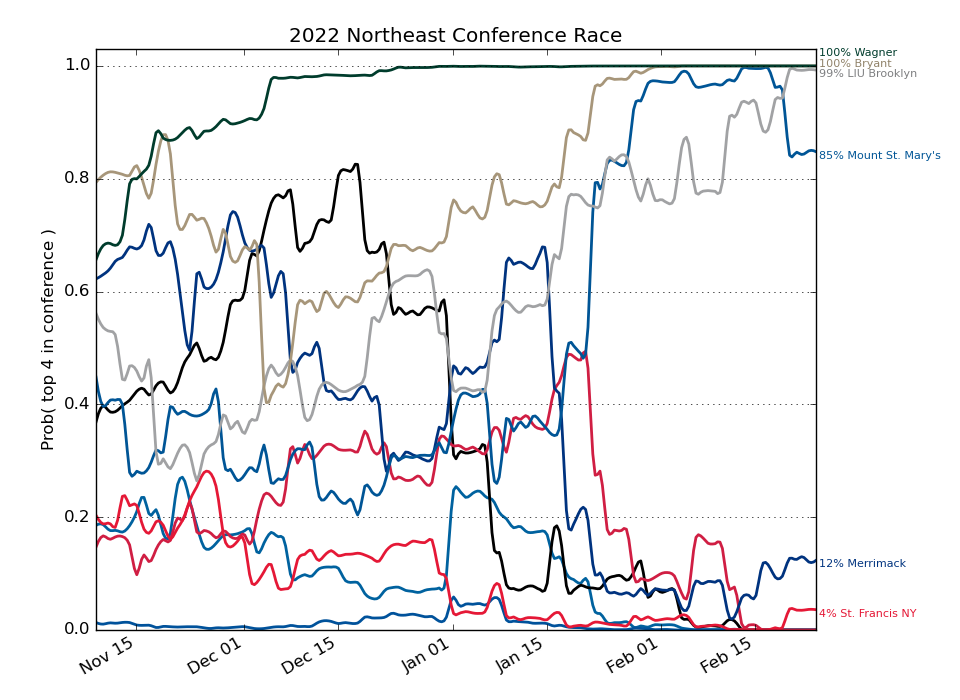 2022 Northeast Conference Race
Prob( top 4 in conference )
1.0
0.8
0.6
0.4
0.2
0.0
Nov 15
Dec 01
Dec 15
Jan 01
Jan 15
Feb 01
Feb 15
100% Wagner
100% Bryant
99% LIU Brooklyn
85% Mount St. Mary's
12% Merrimack
4% St. Francis NY